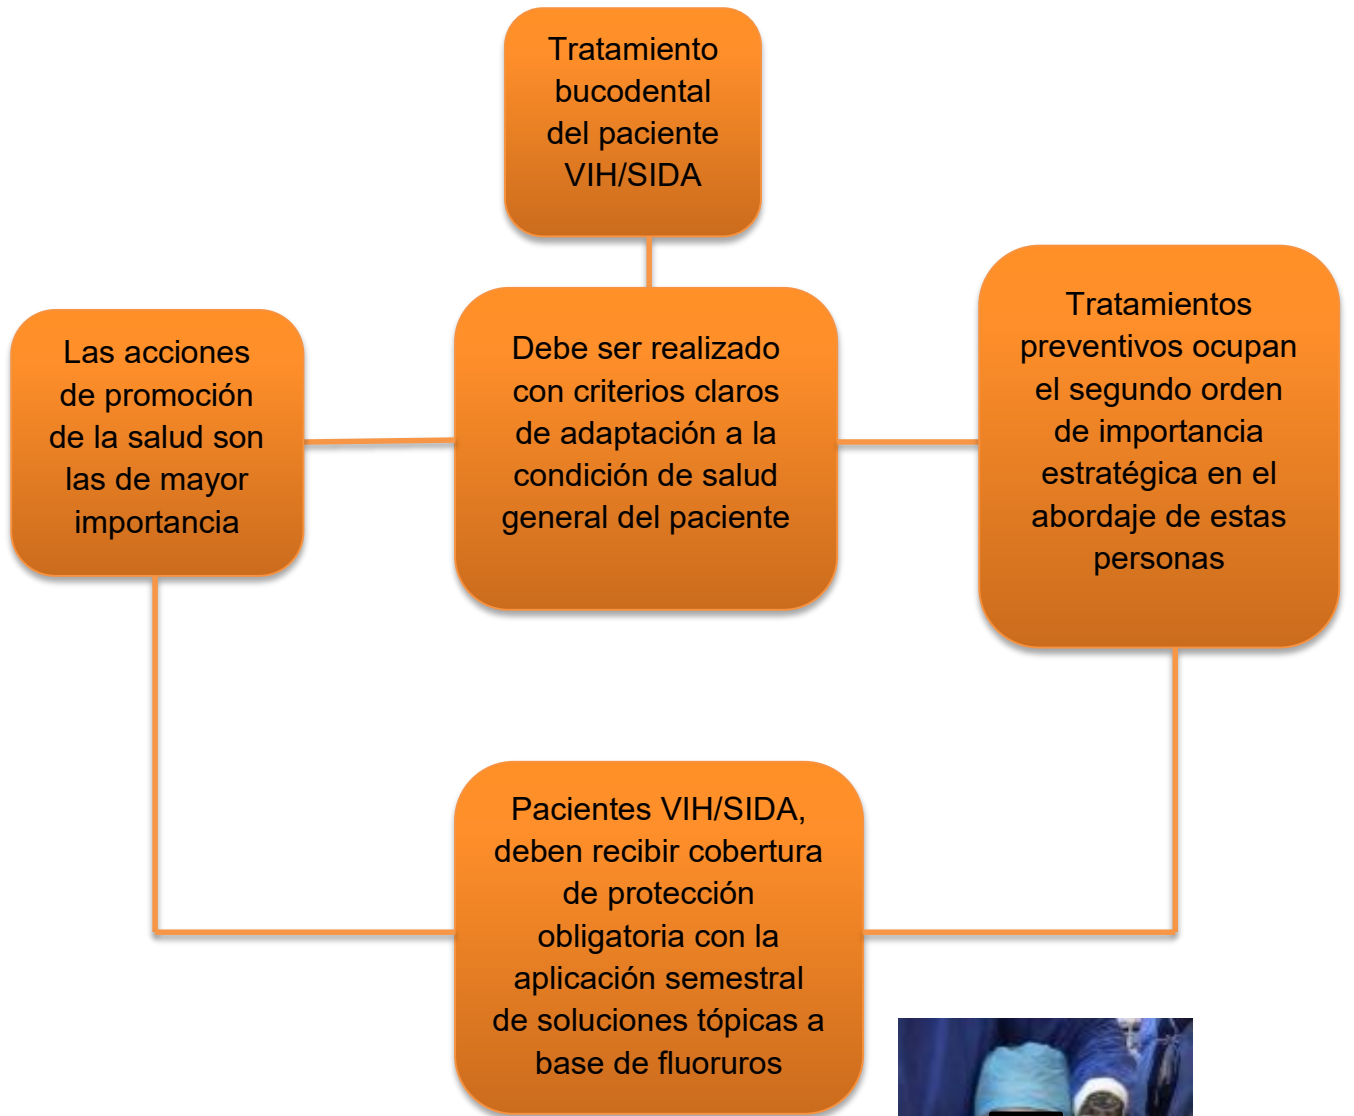 Tratamiento
bucodental
del paciente
VIH/SIDA
Las acciones
de promoción
de la salud son
las de mayor
importancia
Debe ser realizado
con criterios claros
de adaptación a la
condición de salud
general del paciente
Tratamientos
preventivos ocupan
el segundo orden
de importancia
estratégica en el
abordaje de estas
personas
Pacientes VIH/SIDA,
deben recibir cobertura
de protección
obligatoria con la
aplicación semestral
de soluciones tópicas a
base de fluoruros